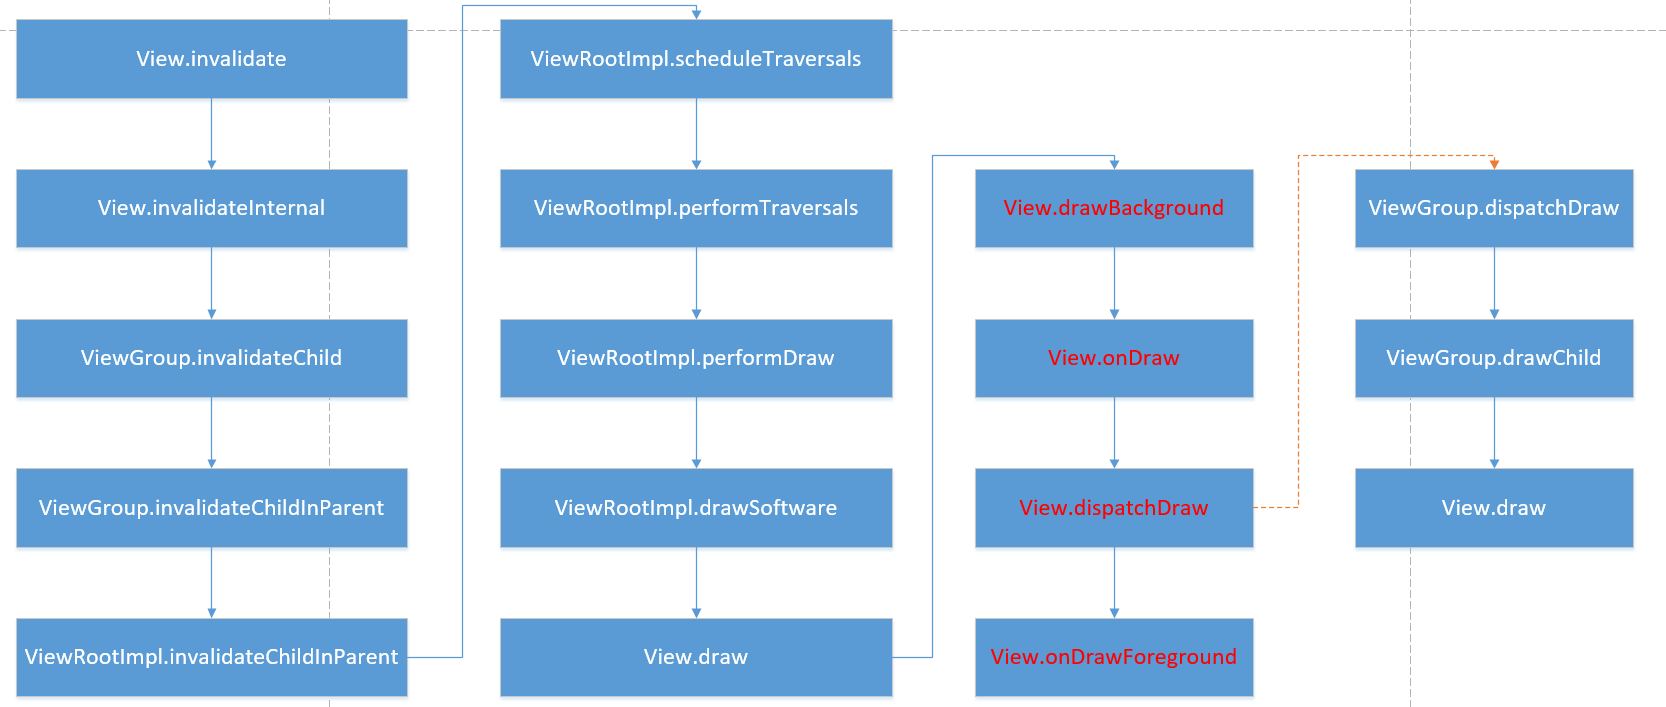 View.invalidate
View.invalidateInternal
ViewGroup.invalidateChild
ViewGroup.invalidateChildInParent
ViewRootImpl.invalidateChildInParent
ViewRootImpl.scheduleTraversals
ViewRootImpl.performTraversals
ViewRootImpl.performDraw
ViewRootImpl.drawSoftware
View.draw
View.drawBackground
View.onDraw
View.dispatchDraw
View.onDrawForeground
ViewGroup.dispatchDraw
ViewGroup.drawChild
View.draw